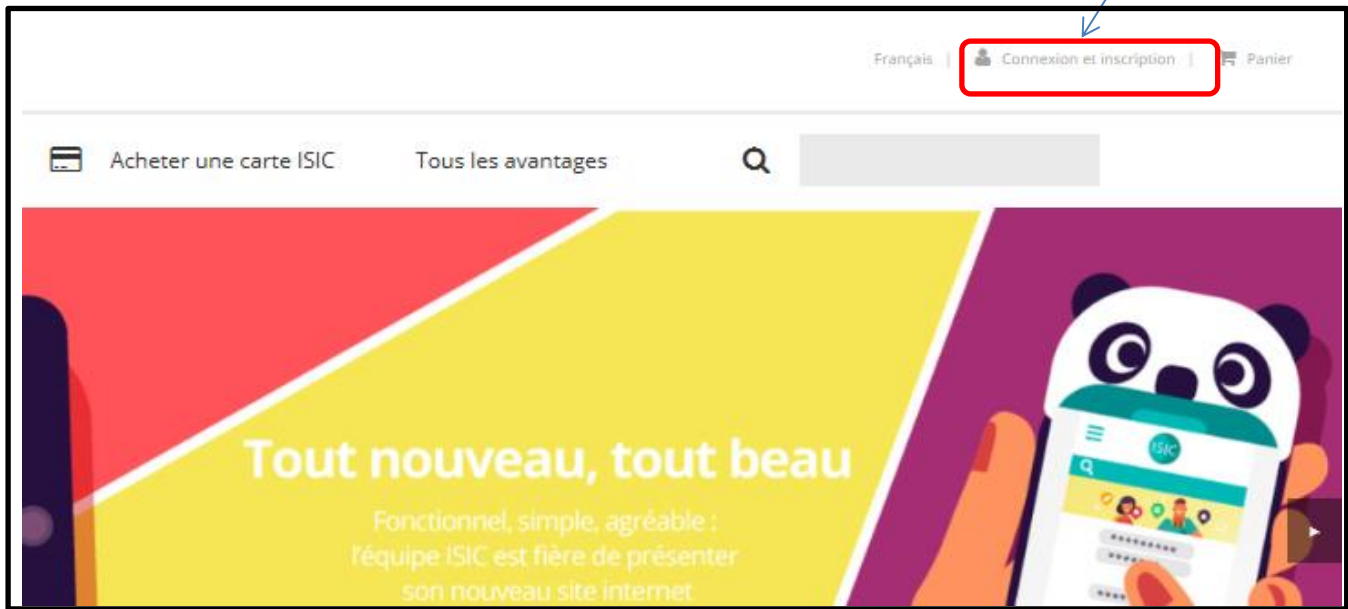 Français | Connexion et inscription | Panier
Acheter une carte ISIC Tous les avantages
Tout nouveau, tout beau
Fonctionnel, simple, agréable :
l'équipe ISIC est fière de présenter
son nouveau site internet
ISIC